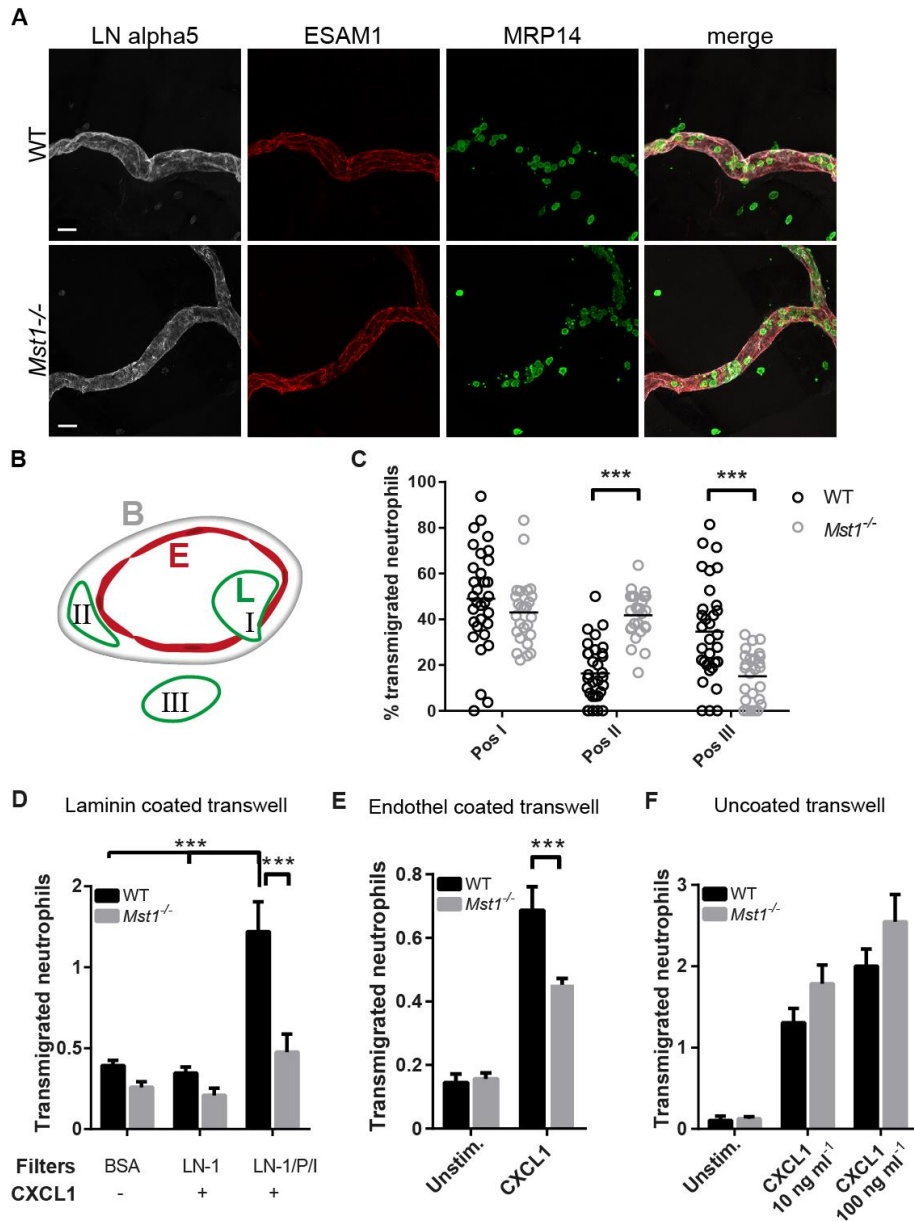 A
LN alpha5 ESAM1 MRP14 merge
WT
Mst1-/-
B
B
E
L
I
II
III
C
% transmigrated neutrophils
100
80
60
40
20
0
*** ***
WT
Mst1-/-
Pos I Pos II Pos III
D Laminin coated transwell
Transmigrated neutrophils
2
1
0.5
0
*** ***
WT
Mst1-/-
Filters BSA LN-1 LN-1/P/I
CXCL1 - + +
E Endothel coated transwell
Transmigrated neutrophils
0.8
0.6
0.4
0.2
0
***
WT
Mst1-/-
Unstim. CXCL1
F Uncoated transwell
Transmigrated neutrophils
3
2
1
0
WT
Mst1-/-
Unstim.
CXCL1
10 ng ml-1
CXCL1
100 ng ml-1